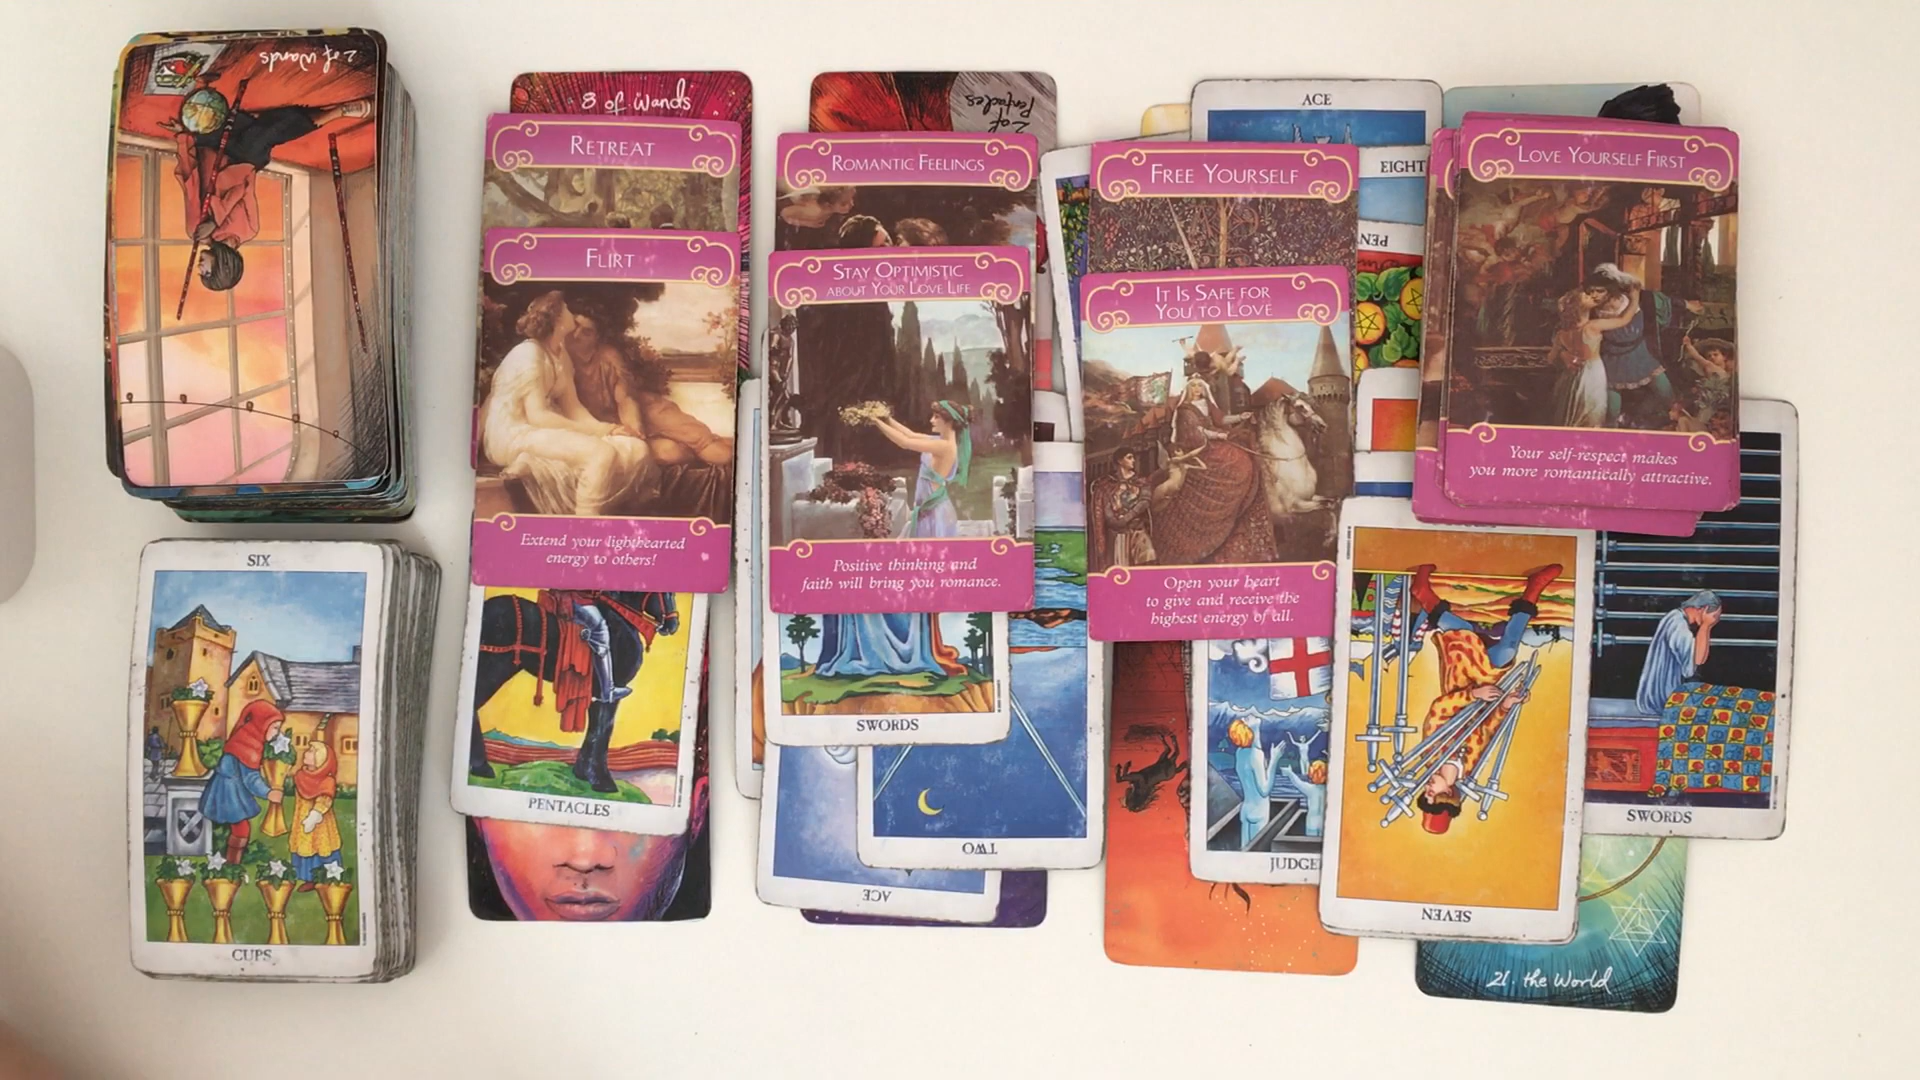 2 of Wands
SIX
CUPS
8 of Wands
RETREAT
FLIRT
Extend your lighthearted
energy to others!
PENTACLES
2 of
Pentacles
ROMANTIC FEELINGS
STAY OPTIMISTIC
ABOUT YOUR LOVE LIFE
Positive thinking and
faith will bring you romance.
SWORDS
TWO
ACE
ACE
EIGHT
PEN
FREE YOURSELF
IT IS SAFE FOR
YOU TO LOVE
Open your heart
to give and receive the
highest energy of all.
JUDGE
LOVE YOURSELF FIRST
Your self-respect makes
you more romantically attractive.
SWORDS
SEVEN
21. the World